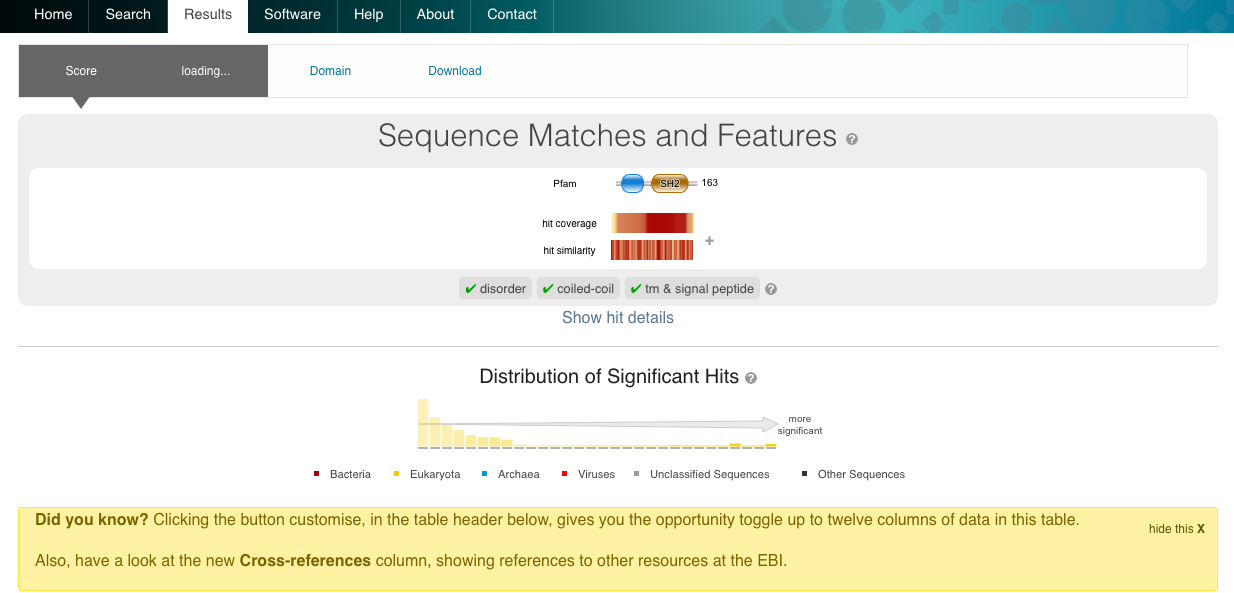 Home Search Results Software Help About Contact
Score loading... Domain Download
Sequence Matches and Features ?
Pfam SH2 163
hit coverage
+
hit similarity
✔ disorder ✔ coiled-coil ✔ tm & signal peptide ?
Show hit details
Distribution of Significant Hits ?
more
significant
Bacteria Eukaryota Archaea Viruses Unclassified Sequences Other Sequences
Did you know? Clicking the button customise, in the table header below, gives you the opportunity toggle up to twelve columns of data in this table.
hide this X
Also, have a look at the new Cross-references column, showing references to other resources at the EBI.